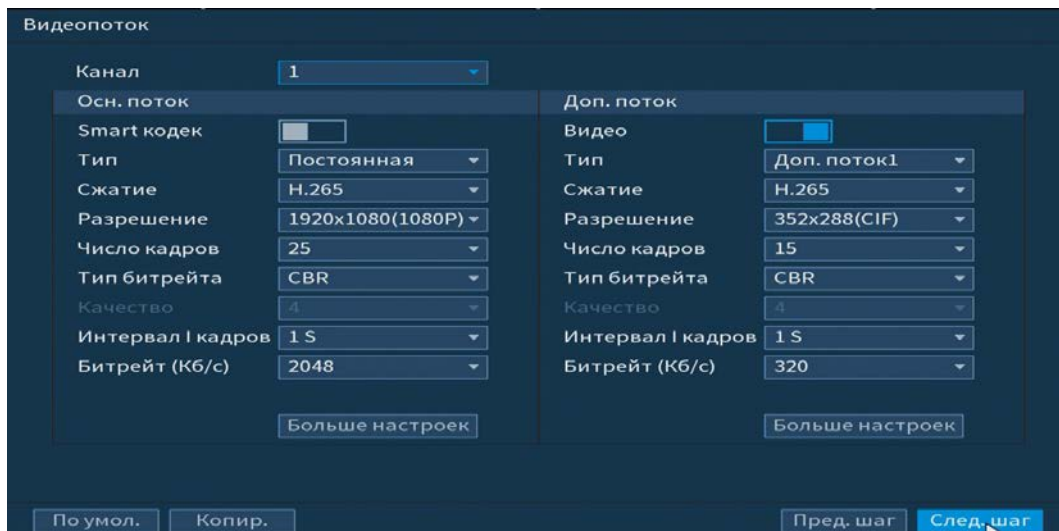 Видеопоток
Канал 1
Осн. поток Доп. поток
Smart кодек Видео
Тип Постоянная Тип Доп. поток1
Сжатие H.265 Сжатие H.265
Разрешение 1920x1080(1080P) Разрешение 352x288(CIF)
Число кадров 25 Число кадров 15
Тип битрейта CBR Тип битрейта CBR
Качество 4 Качество 4
Интервал I кадров 1 S Интервал I кадров 1 S
Битрейт (Кб/с) 2048 Битрейт (Кб/с) 320
Больше настроек Больше настроек
По умол. Копир. Пред. шаг След. шаг